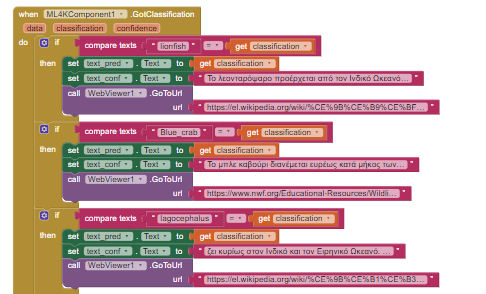 when ML4KComponent1 .GotClassification
data classification confidence
do if compare texts " lionfish " = get classification
then set text_pred . Text to get classification
set text_conf . Text to " Το λεοντόψαρο προέρχεται από τον Ινδικό Ωκεανό... "
call WebViewer1 .GoToUrl
url " https://el.wikipedia.org/wiki/%CE%9B%CE%B9%CE%BF... "
if compare texts " Blue_crab " = get classification
then set text_pred . Text to get classification
set text_conf . Text to " Το μπλε καβούρι διανέμεται ευρέως κατά μήκος των... "
call WebViewer1 .GoToUrl
url " https://www.nwf.org/Educational-Resources/Wildli... "
if compare texts " lagocephalus " = get classification
then set text_pred . Text to get classification
set text_conf . Text to " ζει κυρίως στον Ινδικό και τον Ειρηνικό Ωκεανό. ... "
call WebViewer1 .GoToUrl
url " https://el.wikipedia.org/wiki/%CE%9B%CE%B1%CE%B3... "